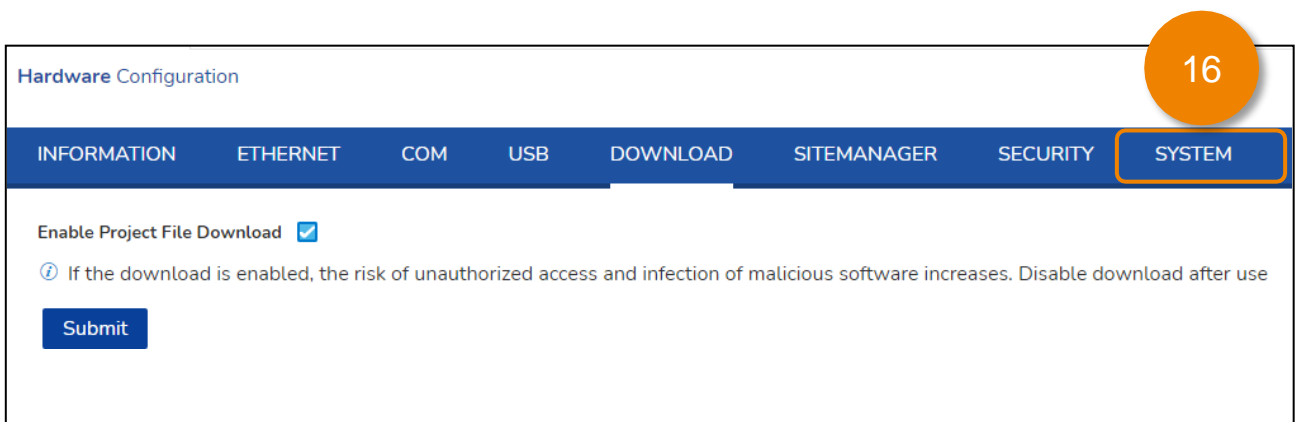 16
Hardware Configuration
INFORMATION ETHERNET COM USB DOWNLOAD SITEMANAGER SECURITY SYSTEM
Enable Project File Download
If the download is enabled, the risk of unauthorized access and infection of malicious software increases. Disable download after use
Submit